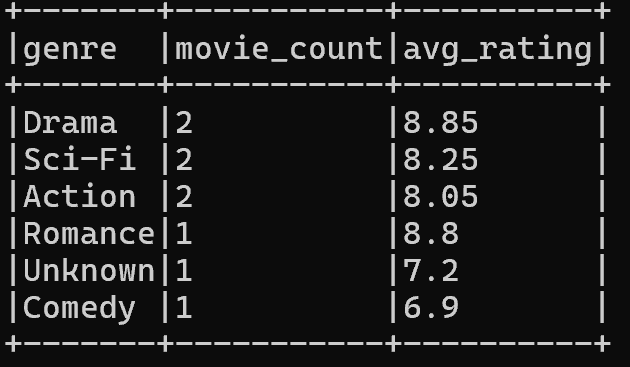 +-------+-----------+----------+
|genre  |movie_count|avg_rating|
+-------+-----------+----------+
|Drama  |2          |8.85      |
|Sci-Fi |2          |8.25      |
|Action |2          |8.05      |
|Romance|1          |8.8       |
|Unknown|1          |7.2       |
|Comedy |1          |6.9       |
+-------+-----------+----------+